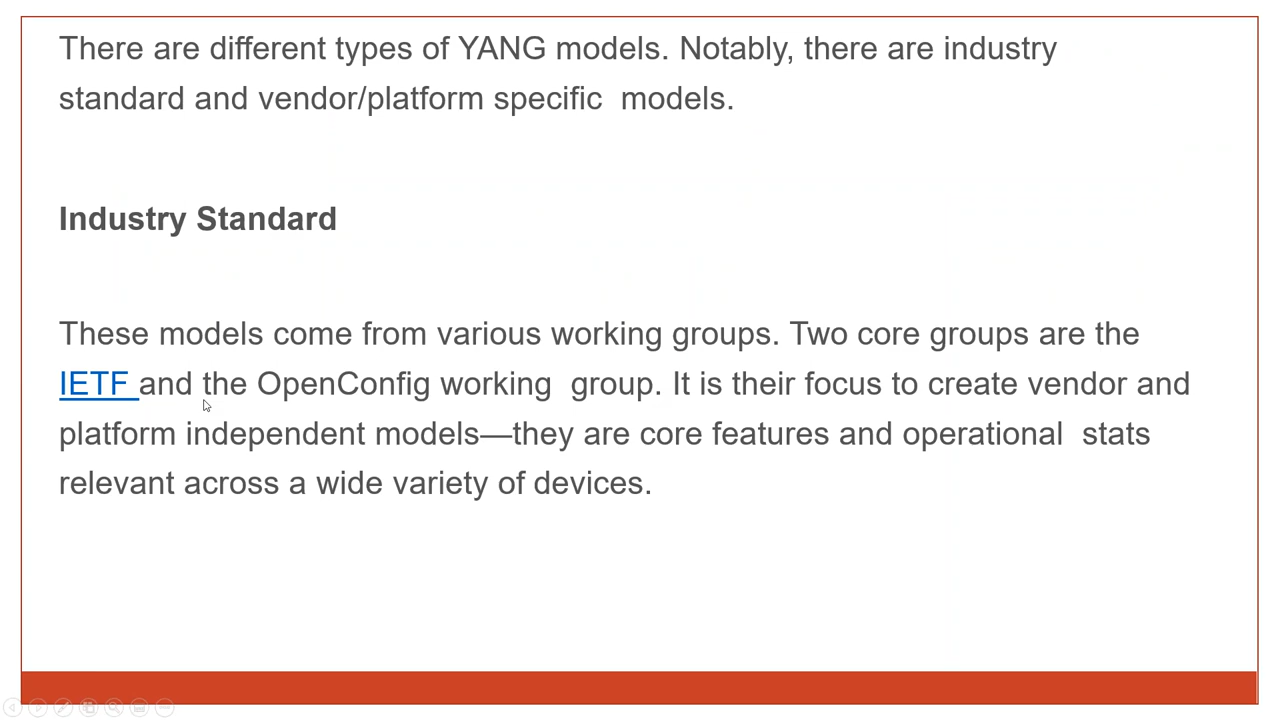 There are different types of YANG models. Notably, there are industry
standard and vendor/platform specific  models.
Industry Standard
These models come from various working groups. Two core groups are the
IETF and the OpenConfig working  group. It is their focus to create vendor and
platform independent models—they are core features and operational  stats
relevant across a wide variety of devices.